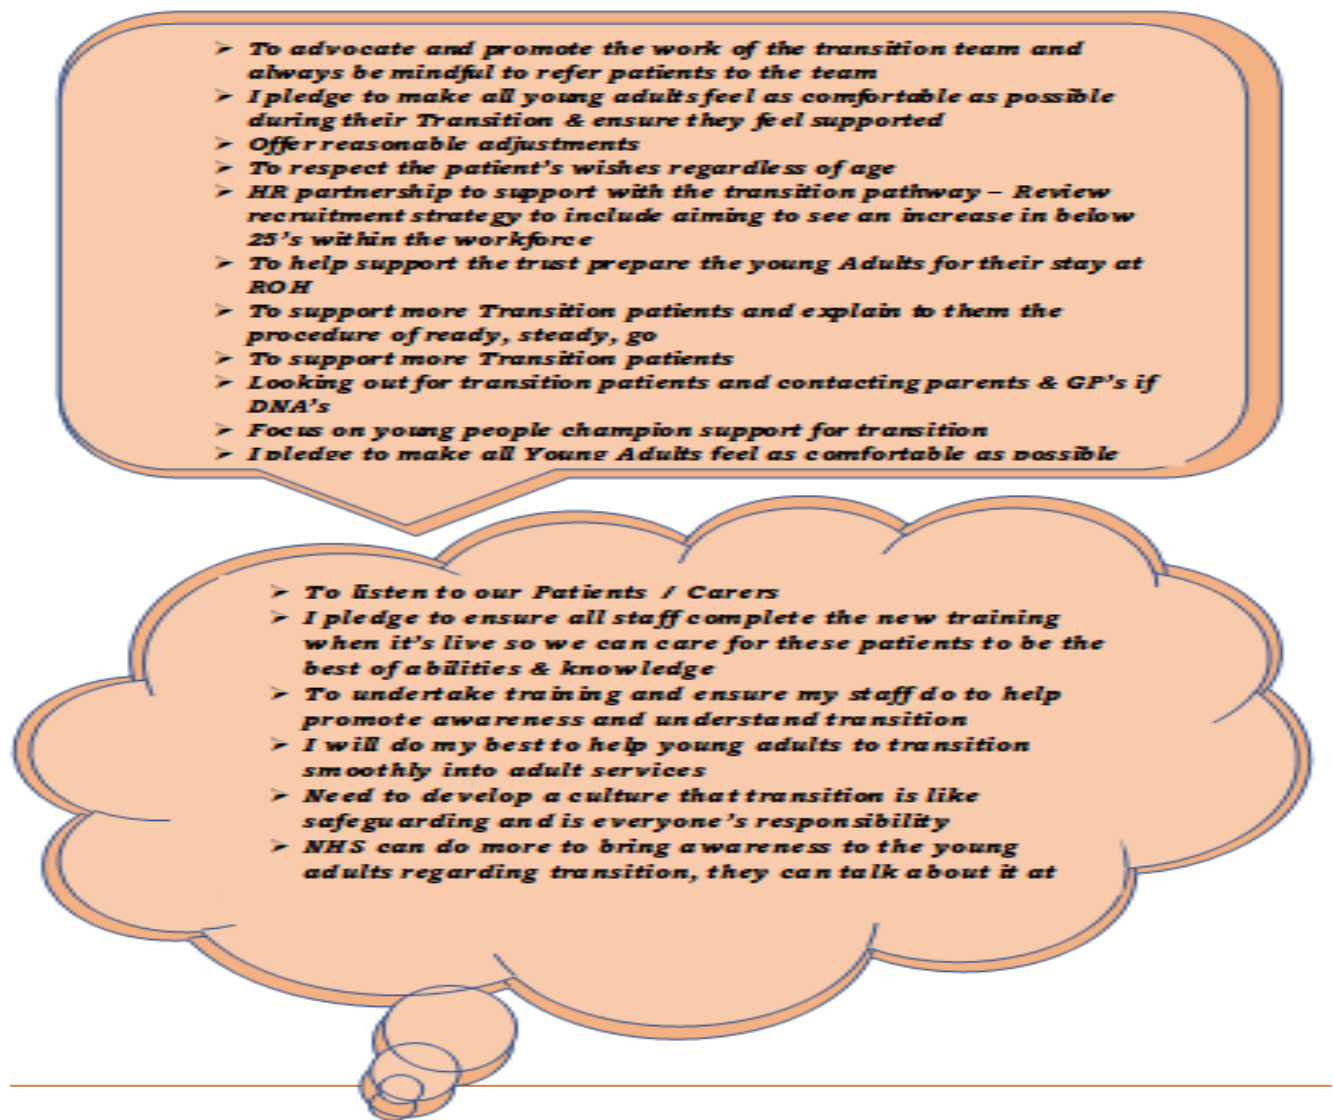 ➢ To advocate and promote the work of the transition team and
always be mindful to refer patients to the team
➢ I pledge to make all young adults feel as comfortable as possible
during their Transition & ensure they feel supported
➢ Offer reasonable adjustments
➢ To respect the patient's wishes regardless of age
➢ HR partnership to support with the transition pathway – Review
recruitment strategy to include aiming to see an increase in below
25's within the workforce
➢ To help support the trust prepare the young Adults for their stay at
ROH
➢ To support more Transition patients and explain to them the
procedure of ready, steady, go
➢ To support more Transition patients
➢ Looking out for transition patients and contacting parents & GP's if
DNA's
➢ Focus on young people champion support for transition
➢ I pledge to make all Young Adults feel as comfortable as possible
➢ To listen to our Patients / Carers
➢ I pledge to ensure all staff complete the new training
when it's live so we can care for these patients to be the
best of abilities & knowledge
➢ To undertake training and ensure my staff do to help
promote awareness and understand transition
➢ I will do my best to help young adults to transition
smoothly into adult services
➢ Need to develop a culture that transition is like
safeguarding and is everyone's responsibility
➢ NHS can do more to bring awareness to the young
adults regarding transition, they can talk about it at